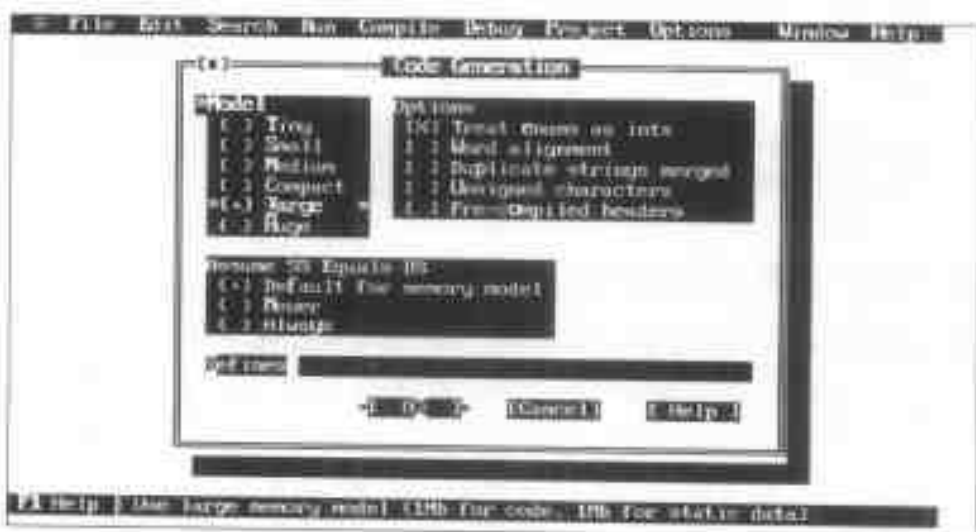 ≡ File Edit Search Run Compile Debug Project Options Window Help
Code Generation
Model
( ) Tiny
( ) Small
( ) Medium
( ) Compact
(•) Large
( ) Huge
Options
[X] Treat enums as ints
[ ] Word alignment
[ ] Duplicate strings merged
[ ] Unsigned characters
[ ] Pre-compiled headers
Assume SS Equals DS
(•) Default for memory model
( ) Never
( ) Always
Defines
[ OK ] [Cancel] [ Help ]
F1 Help | Use large memory model (1Mb for code, 1Mb for static data)